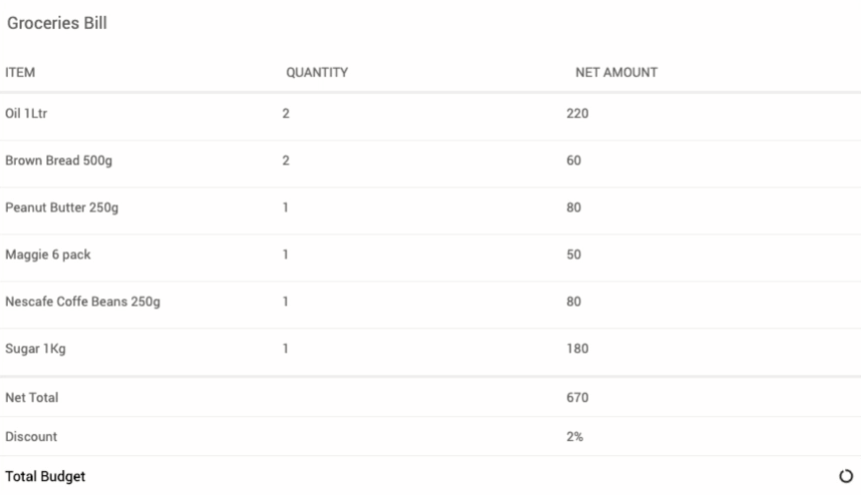 Groceries Bill
ITEM QUANTITY NET AMOUNT
Oil 1Ltr 2 220
Brown Bread 500g 2 60
Peanut Butter 250g 1 80
Maggie 6 pack 1 50
Nescafe Coffe Beans 250g 1 80
Sugar 1Kg 1 180
Net Total 670
Discount 2%
Total Budget